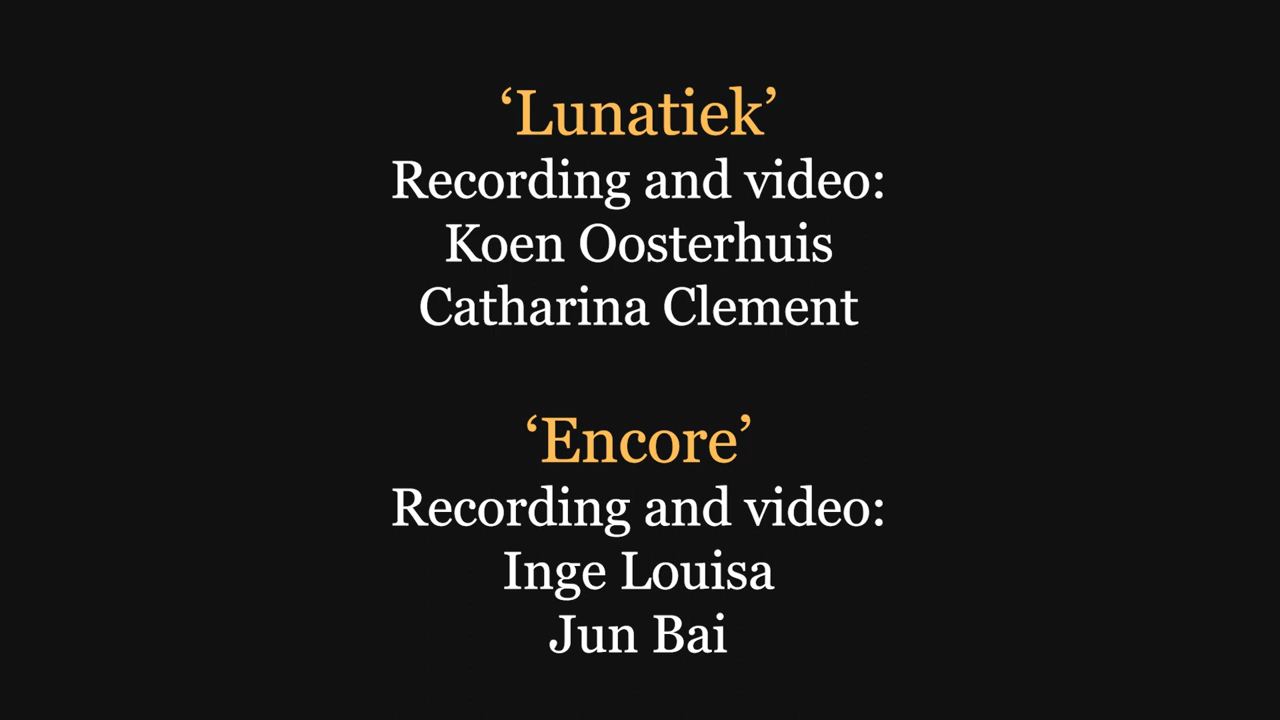 ‘Lunatiek’
Recording and video:
Koen Oosterhuis
Catharina Clement
‘Encore’
Recording and video:
Inge Louisa
Jun Bai